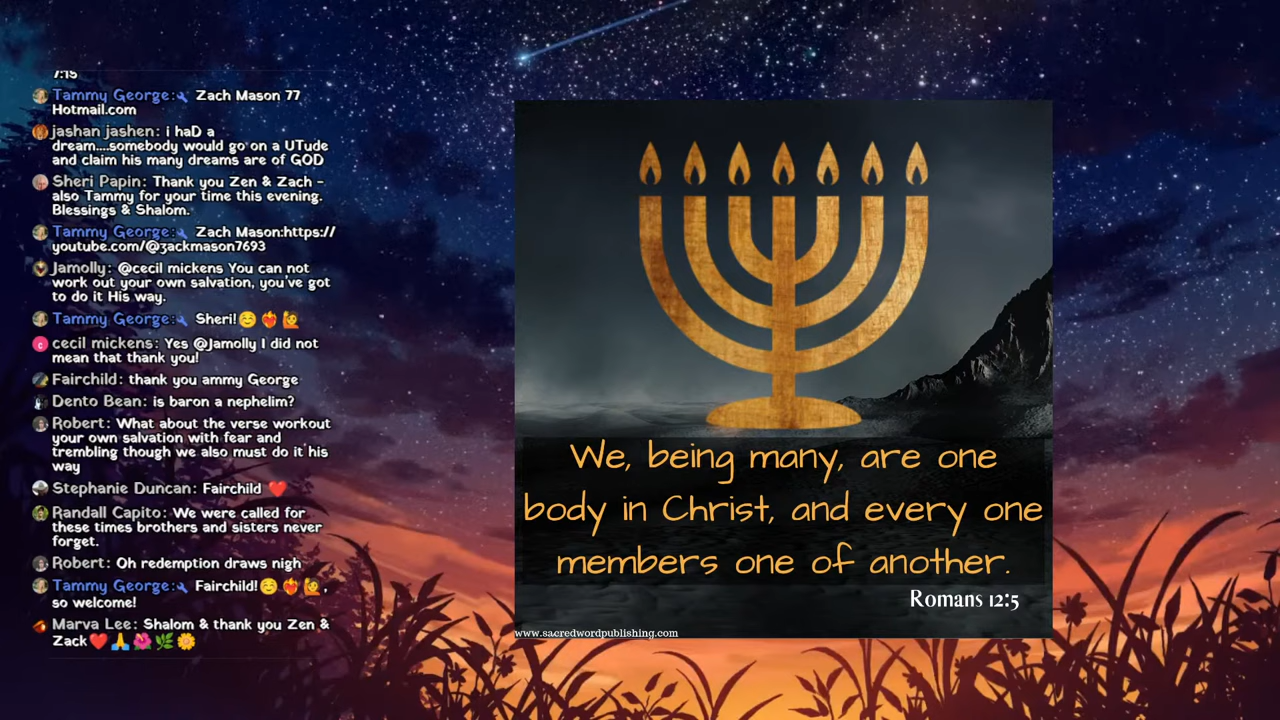 7:15
Tammy George: Zach Mason 77
Hotmail.com
jashan jashen: i haD a
dream....somebody would go on a UTude
and claim his many dreams are of GOD
Sheri Papin: Thank you Zen & Zach -
also Tammy for your time this evening.
Blessings & Shalom.
Tammy George: Zach Mason:https://
youtube.com/@zackmason7693
Jamolly: @cecil mickens You can not
work out your own salvation, you've got
to do it His way.
Tammy George: Sheri!😊❤️‍🔥🙋
cecil mickens: Yes @Jamolly I did not
mean that thank you!
Fairchild: thank you ammy George
Dento Bean: is baron a nephelim?
Robert: What about the verse workout
your own salvation with fear and
trembling though we also must do it his
way
Stephanie Duncan: Fairchild ❤️
Randall Capito: We were called for
these times brothers and sisters never
forget.
Robert: Oh redemption draws nigh
Tammy George: Fairchild!😊❤️‍🔥🙋,
so welcome!
Marva Lee: Shalom & thank you Zen &
Zack❤️🙏🌺🌿🌼
We, being many, are one
body in Christ, and every one
members one of another.
Romans 12:5
www.sacredwordpublishing.com